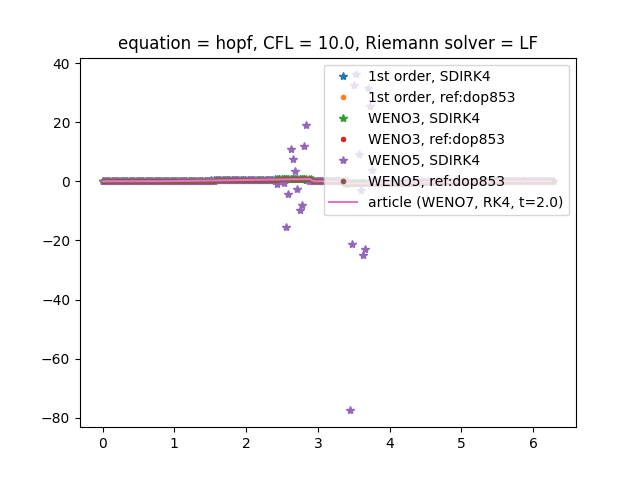 equation = hopf, CFL = 10.0, Riemann solver = LF
40
20
0
−20
−40
−60
−80
1st order, SDIRK4
1st order, ref:dop853
WENO3, SDIRK4
WENO3, ref:dop853
WENO5, SDIRK4
WENO5, ref:dop853
article (WENO7, RK4, t=2.0)
0 1 2 3 4 5 6